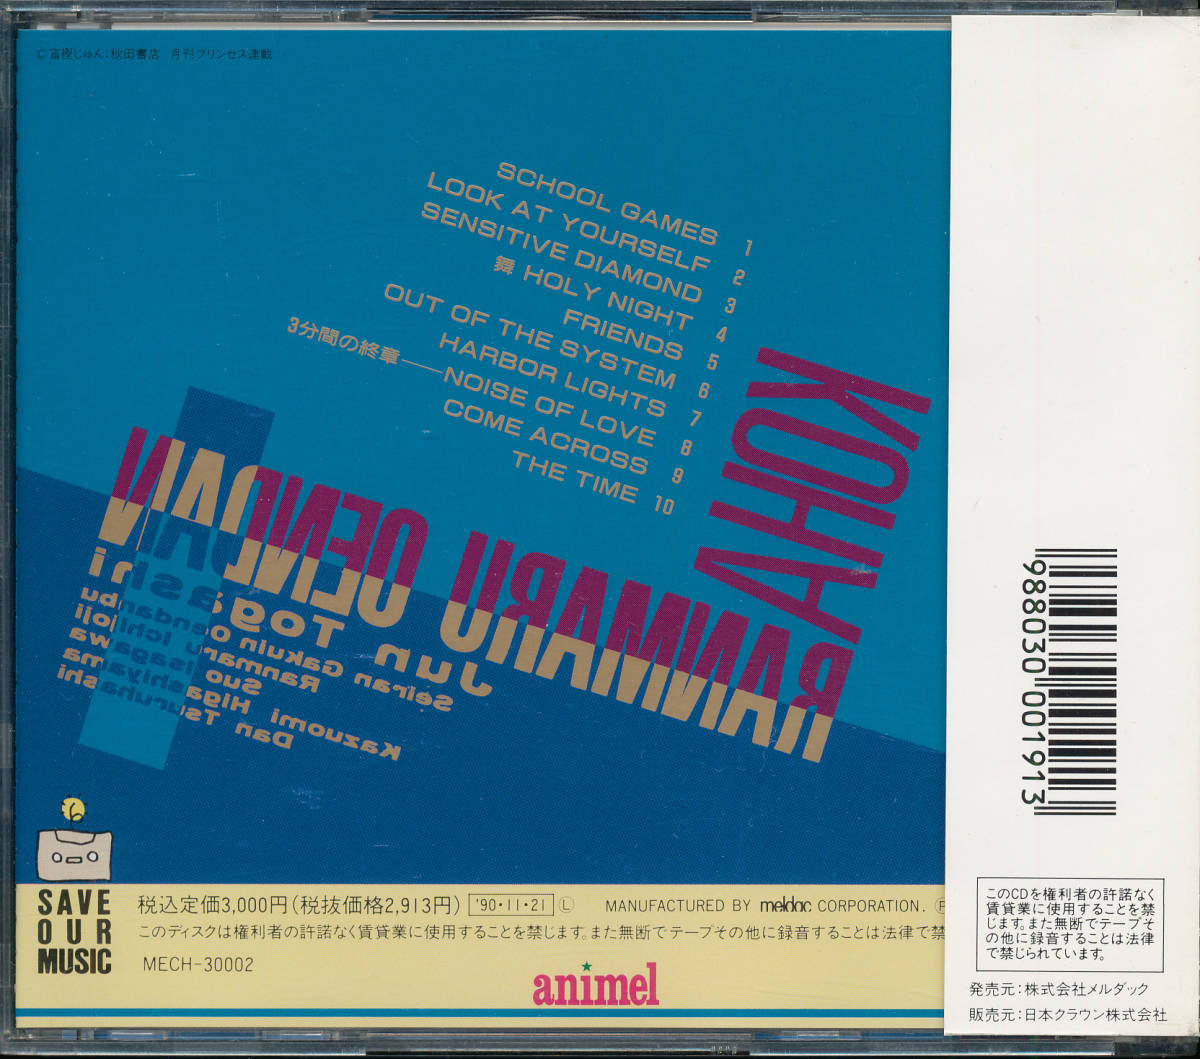 ©富樫じゅん:秋田書店 月刊プリンセス連載
SCHOOL GAMES 1
LOOK AT YOURSELF 2
SENSITIVE DIAMOND 3
舞 HOLY NIGHT 4
FRIENDS 5
OUT OF THE SYSTEM 6
HARBOR LIGHTS 7
3分間の終章——NOISE OF LOVE 8
COME ACROSS 9
THE TIME 10
KOHA
RANMARU OENDAN
Jun Togashi
Seiran Gakuin Oendanbu
Ranmaru Ichijoji
Suo Isagawa
Kazuomi Higashiyama
Dan Tsuruhashi
SAVE
OUR
MUSIC
税込定価3,000円(税抜価格2,913円) '90・11・21 Ⓛ MANUFACTURED BY meldac CORPORATION. Ⓡ
このディスクは権利者の許諾なく賃貸業に使用することを禁じます。また無断でテープその他に録音することは法律で禁
MECH-30002
animel
988030 001913
このCDを権利者の許諾なく
賃貸業に使用することを禁
じます。また無断でテープそ
の他に録音することは法律
で禁じられています。
発売元:株式会社メルダック
販売元:日本クラウン株式会社